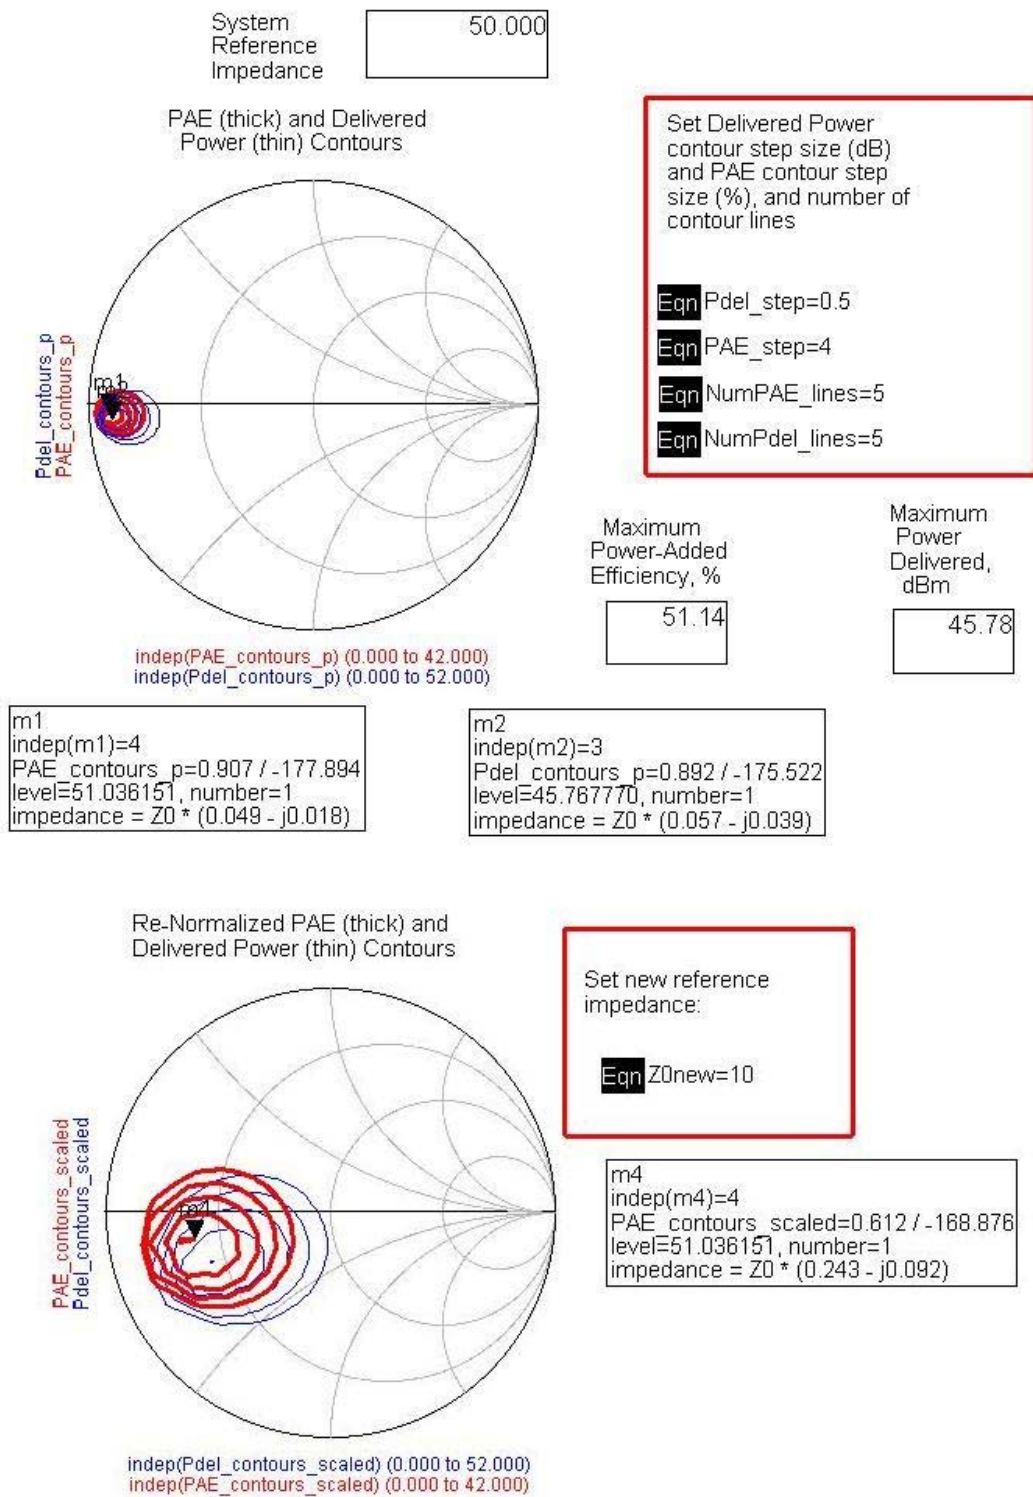 System
Reference
Impedance
50.000
PAE (thick) and Delivered
Power (thin) Contours
Pdel_contours_p
PAE_contours_p
m1
indep(PAE_contours_p) (0.000 to 42.000)
indep(Pdel_contours_p) (0.000 to 52.000)
Set Delivered Power
contour step size (dB)
and PAE contour step
size (%), and number of
contour lines
Eqn Pdel_step=0.5
Eqn PAE_step=4
Eqn NumPAE_lines=5
Eqn NumPdel_lines=5
Maximum
Power-Added
Efficiency, %
51.14
Maximum
Power
Delivered,
dBm
45.78
m1
indep(m1)=4
PAE_contours_p=0.907 / -177.894
level=51.036151, number=1
impedance = Z0 * (0.049 - j0.018)
m2
indep(m2)=3
Pdel_contours_p=0.892 / -175.522
level=45.767770, number=1
impedance = Z0 * (0.057 - j0.039)
Re-Normalized PAE (thick) and
Delivered Power (thin) Contours
PAE_contours_scaled
Pdel_contours_scaled
indep(Pdel_contours_scaled) (0.000 to 52.000)
indep(PAE_contours_scaled) (0.000 to 42.000)
Set new reference
impedance:
Eqn Z0new=10
m4
indep(m4)=4
PAE_contours_scaled=0.612 / -168.876
level=51.036151, number=1
impedance = Z0 * (0.243 - j0.092)